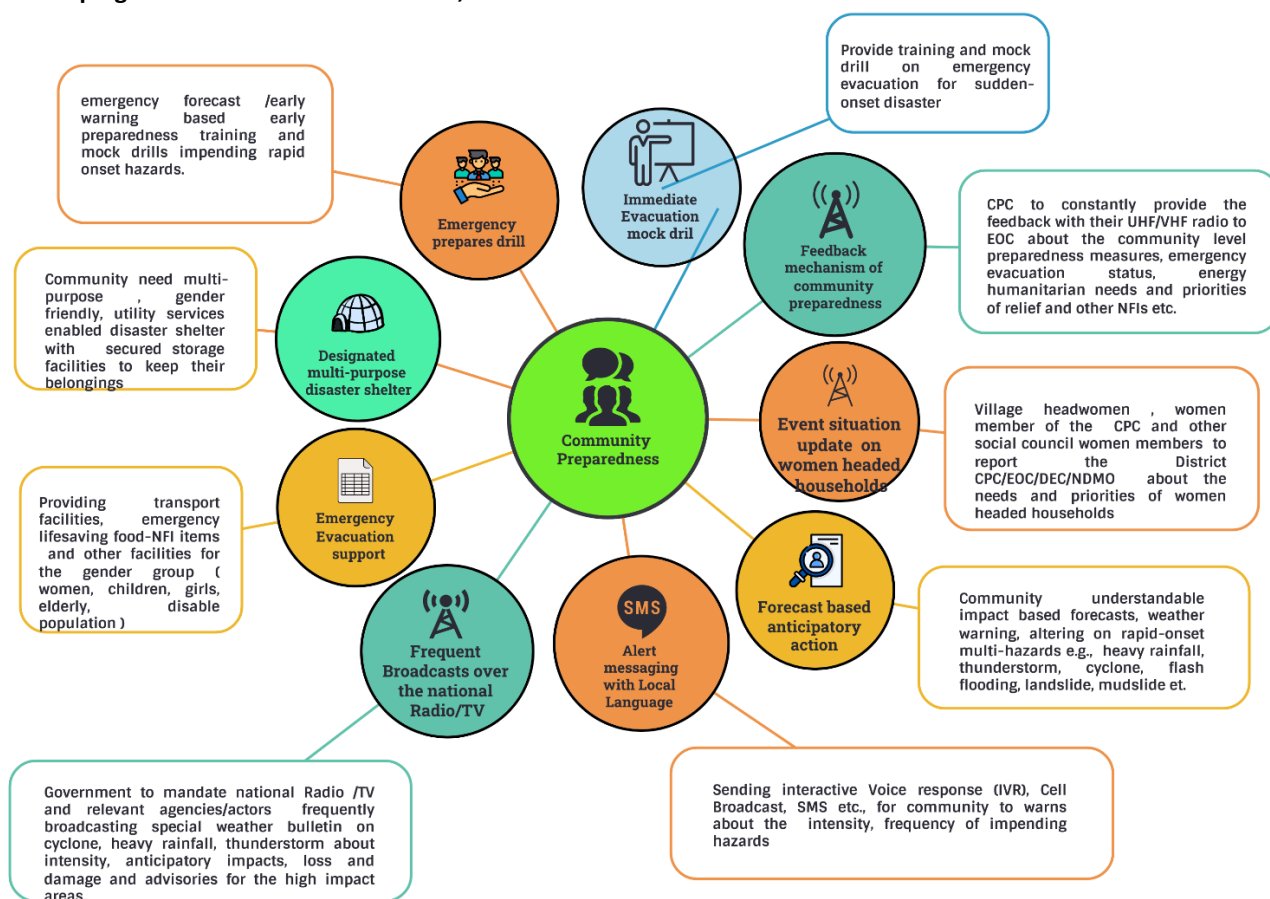 Provide training and mock
drill on emergency
evacuation for sudden-
onset disaster
emergency forecast /early
warning based early
preparedness training and
mock drills impending rapid
onset hazards.
Emergency
prepares drill
Immediate
Evacuation
mock dril
Feedback
mechanism of
community
preparedness
CPC to constantly provide the
feedback with their UHF/VHF radio to
EOC about the community level
preparedness measures, emergency
evacuation status, energy
humanitarian needs and priorities
of relief and other NFIs etc.
Community need multi-
purpose , gender
friendly, utility services
enabled disaster shelter
with secured storage
facilities to keep their
belongings
Designated
multi-purpose
disaster shelter
Community
Preparedness
Event situation
update on
women headed
households
Village headwomen , women
member of the CPC and other
social council women members to
report the District
CPC/EOC/DEC/NDMO about the
needs and priorities of women
headed households
Providing transport
facilities, emergency
lifesaving food-NFI items
and other facilities for
the gender group (
women, children, girls,
elderly, disable
population )
Emergency
Evacuation
support
Frequent
Broadcasts over
the national
Radio/TV
SMS
Alert
messaging
with Local
Language
Forecast based
anticipatory
action
Community understandable
impact based forecasts, weather
warning, altering on rapid-onset
multi-hazards e.g., heavy rainfall,
thunderstorm, cyclone, flash
flooding, landslide, mudslide et.
Government to mandate national Radio /TV
and relevant agencies/actors frequently
broadcasting special weather bulletin on
cyclone, heavy rainfall, thunderstorm about
intensity, anticipatory impacts, loss and
damage and advisories for the high impact
areas
Sending interactive Voice response (IVR), Cell
Broadcast, SMS etc., for community to warns
about the intensity, frequency of impending
hazards